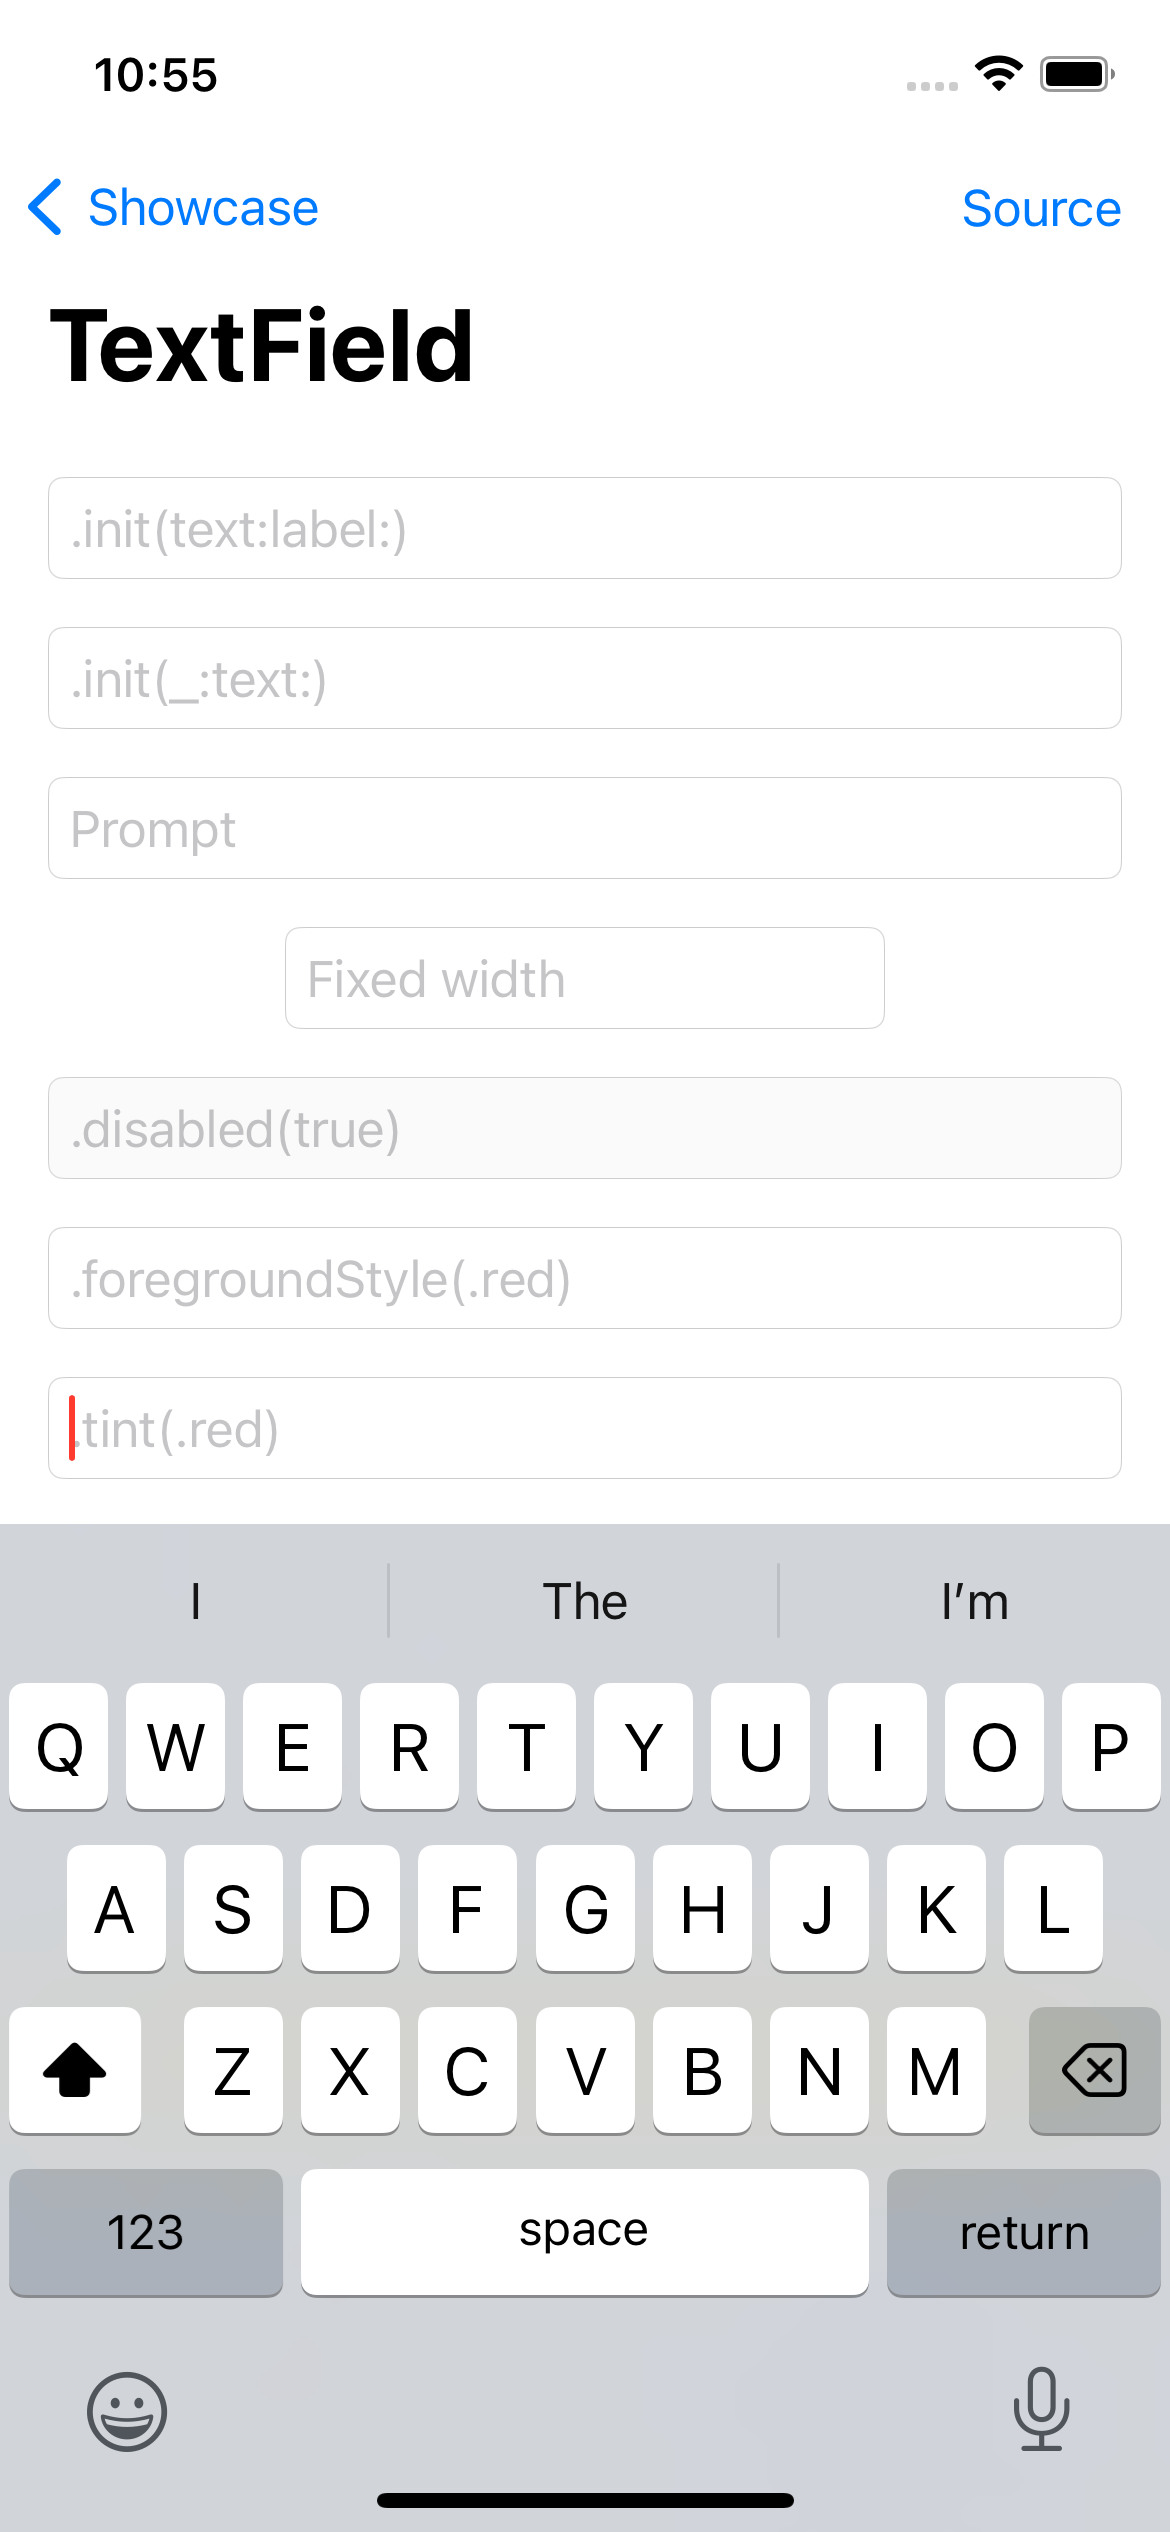 10:55
Showcase Source
TextField
.init(text:label:)
.init(_:text:)
Prompt
Fixed width
.disabled(true)
.foregroundStyle(.red)
.tint(.red)
I The I’m
Q W E R T Y U I O P
A S D F G H J K L
Z X C V B N M
123 space return